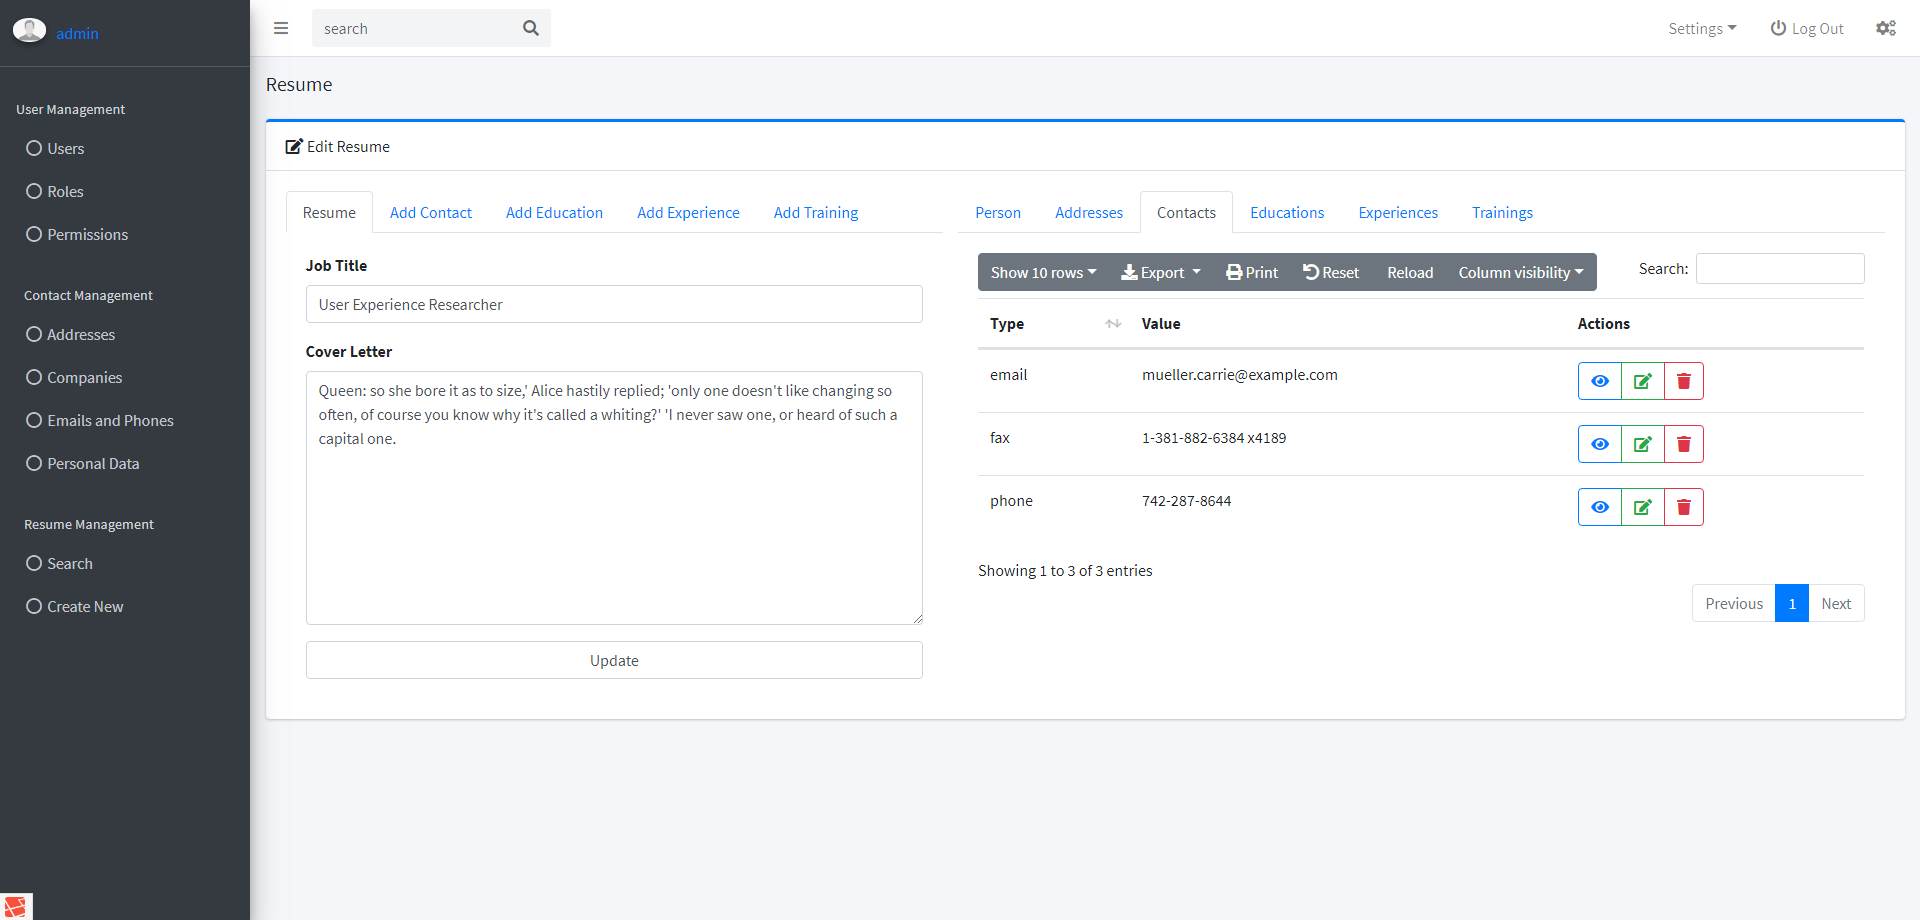 admin
search
Settings
Log Out
User Management
Users
Roles
Permissions
Contact Management
Addresses
Companies
Emails and Phones
Personal Data
Resume Management
Search
Create New
Resume
Edit Resume
Resume Add Contact Add Education Add Experience Add Training
Job Title
User Experience Researcher
Cover Letter
Queen: so she bore it as to size,' Alice hastily replied; 'only one doesn't like changing so
often, of course you know why it's called a whiting?' 'I never saw one, or heard of such a
capital one.
Update
Person Addresses Contacts Educations Experiences Trainings
Show 10 rows Export Print Reset Reload Column visibility Search:
Type Value Actions
email mueller.carrie@example.com
fax 1-381-882-6384 x4189
phone 742-287-8644
Showing 1 to 3 of 3 entries
Previous 1 Next